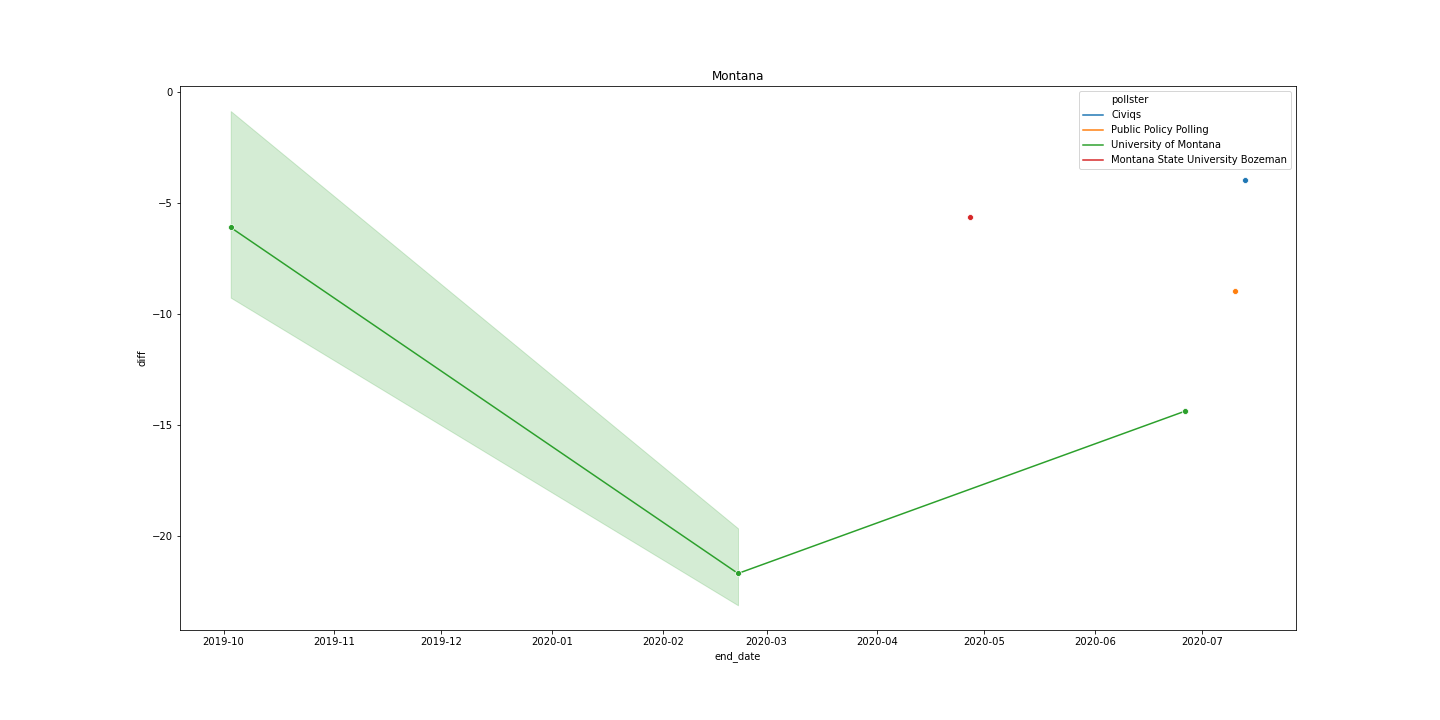 Montana
pollster
Civiqs
Public Policy Polling
University of Montana
Montana State University Bozeman
0
−5
−10
−15
−20
diff
2019-10 2019-11 2019-12 2020-01 2020-02 2020-03 2020-04 2020-05 2020-06 2020-07
end_date